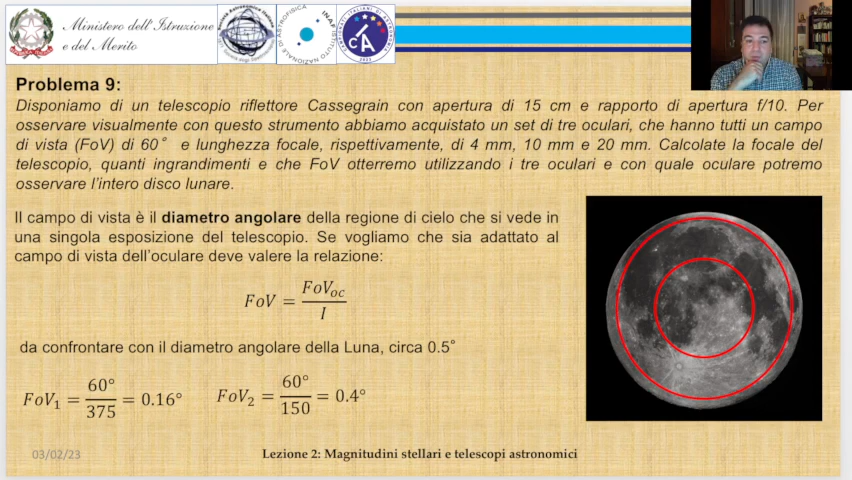 Ministero dell'Istruzione
e del Merito
Problema 9:
Disponiamo di un telescopio riflettore Cassegrain con apertura di 15 cm e rapporto di apertura f/10. Per
osservare visualmente con questo strumento abbiamo acquistato un set di tre oculari, che hanno tutti un campo
di vista (FoV) di 60° e lunghezza focale, rispettivamente, di 4 mm, 10 mm e 20 mm. Calcolate la focale del
telescopio, quanti ingrandimenti e che FoV otterremo utilizzando i tre oculari e con quale oculare potremo
osservare l'intero disco lunare.
Il campo di vista è il diametro angolare della regione di cielo che si vede in
una singola esposizione del telescopio. Se vogliamo che sia adattato al
campo di vista dell'oculare deve valere la relazione:
FoV = FoV_oc / I
da confrontare con il diametro angolare della Luna, circa 0.5°
FoV₁ = 60° / 375 = 0.16° FoV₂ = 60° / 150 = 0.4°
03/02/23 Lezione 2: Magnitudini stellari e telescopi astronomici